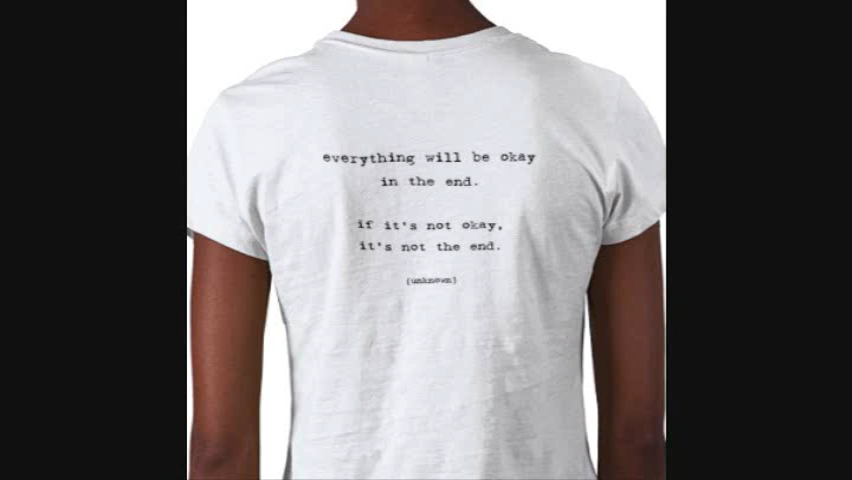 everything will be okay
in the end.
if it's not okay,
it's not the end.
(unknown)